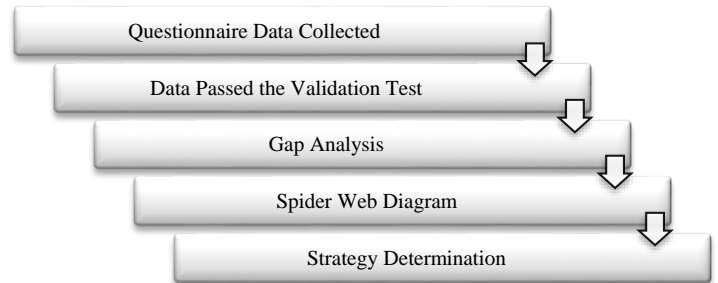 Questionnaire Data Collected
Data Passed the Validation Test
Gap Analysis
Spider Web Diagram
Strategy Determination